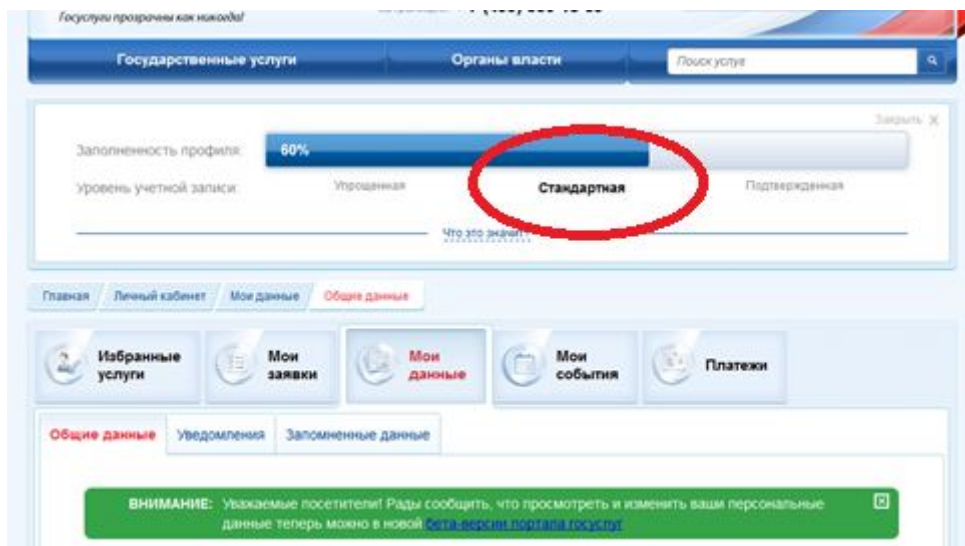 Госуслуги прозрачны как никогда!
Государственные услуги
Органы власти
Поиск услуг
Закрыть X
Заполненность профиля:
60%
Уровень учетной записи:
Упрощенная
Стандартная
Подтвержденная
Что это значит?
Главная
Личный кабинет
Мои данные
Общие данные
Избранные
услуги
Мои
заявки
Мои
данные
Мои
события
Платежи
Общие данные
Уведомления
Запомненные данные
ВНИМАНИЕ: Уважаемые посетители! Рады сообщить, что просмотреть и изменить ваши персональные
данные теперь можно в новой бета-версии портала госуслуг